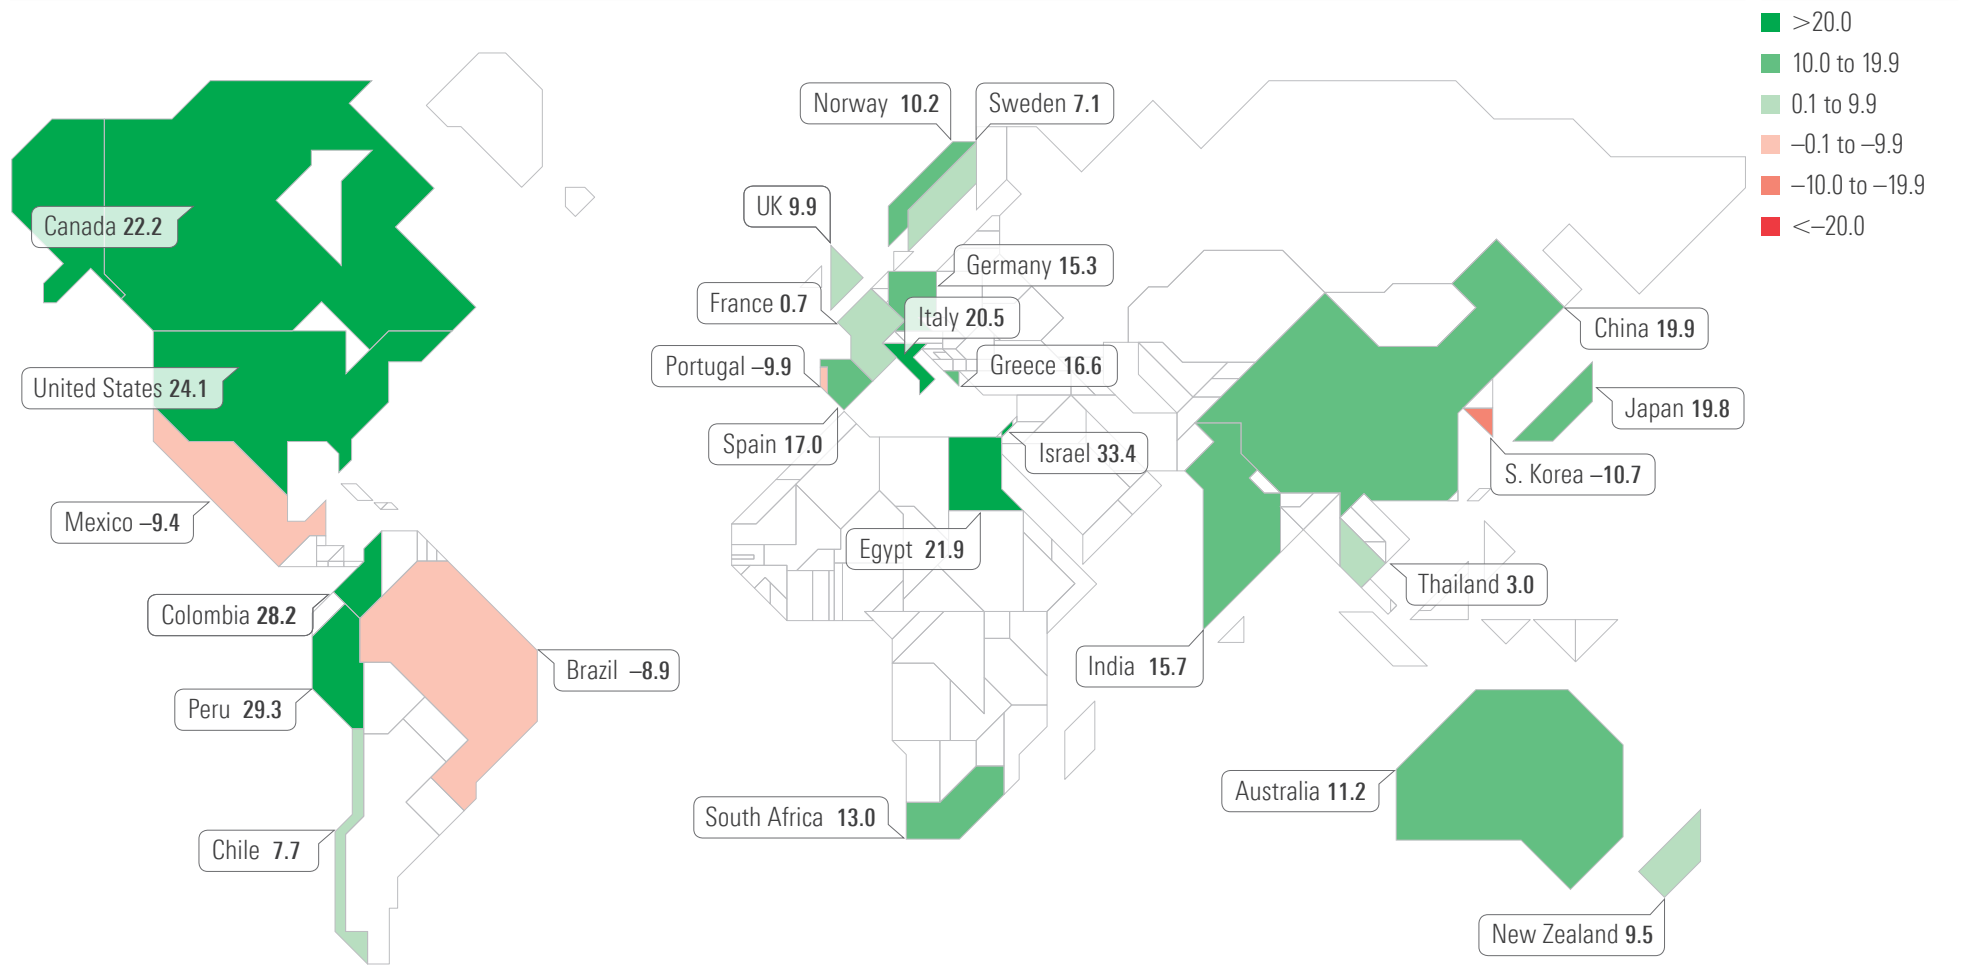 >20.0
10.0 to 19.9
0.1 to 9.9
–0.1 to –9.9
–10.0 to –19.9
<–20.0
Norway 10.2
Sweden 7.1
UK 9.9
Canada 22.2
Germany 15.3
France 0.7
Italy 20.5
China 19.9
Portugal –9.9
Greece 16.6
United States 24.1
Japan 19.8
Spain 17.0
Israel 33.4
S. Korea –10.7
Mexico –9.4
Egypt 21.9
Thailand 3.0
Colombia 28.2
Brazil –8.9
India 15.7
Peru 29.3
Australia 11.2
South Africa 13.0
Chile 7.7
New Zealand 9.5